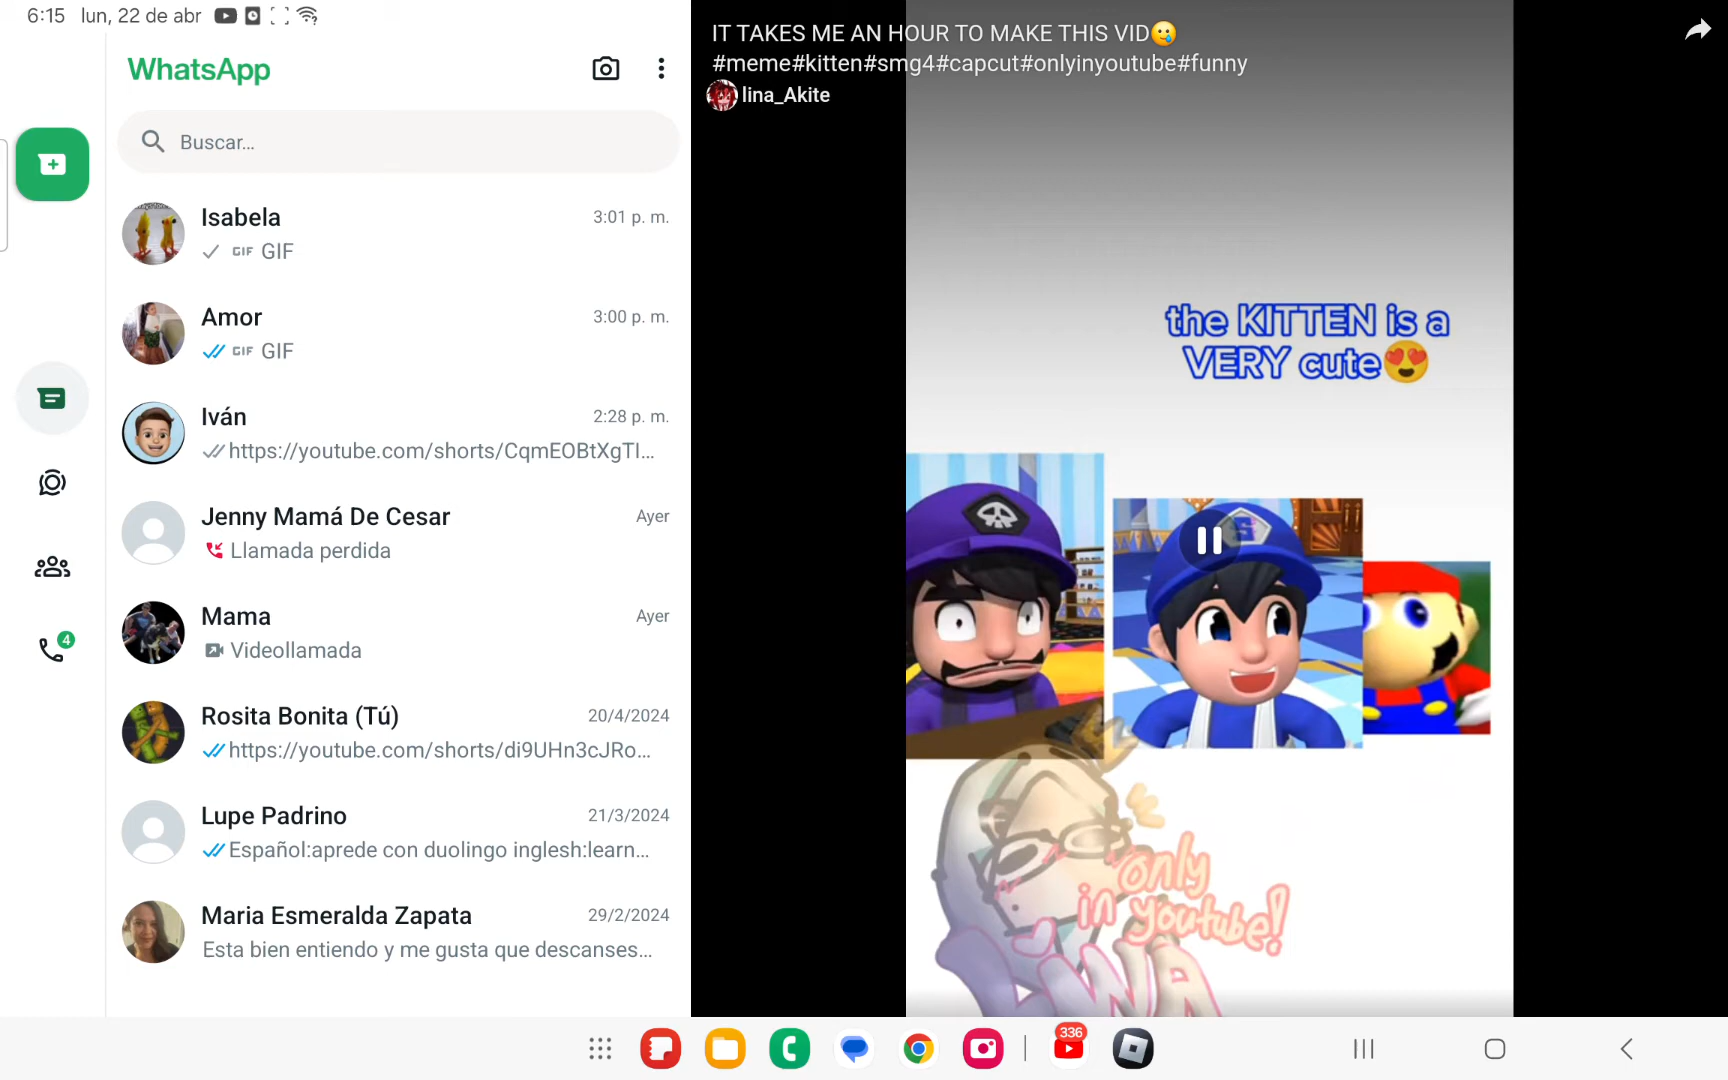 6:15 lun, 22 de abr
WhatsApp
Buscar...
Isabela 3:01 p. m.
GIF GIF
Amor 3:00 p. m.
GIF GIF
Iván 2:28 p. m.
https://youtube.com/shorts/CqmEOBtXgTI...
Jenny Mamá De Cesar Ayer
Llamada perdida
Mama Ayer
Videollamada
4
Rosita Bonita (Tú) 20/4/2024
https://youtube.com/shorts/di9UHn3cJRo...
Lupe Padrino 21/3/2024
Español:aprede con duolingo inglesh:learn...
Maria Esmeralda Zapata 29/2/2024
Esta bien entiendo y me gusta que descanses...
IT TAKES ME AN HOUR TO MAKE THIS VID🥲
#meme#kitten#smg4#capcut#onlyinyoutube#funny
lina_Akite
the KITTEN is a
VERY cute😍
only
in youtube!
336